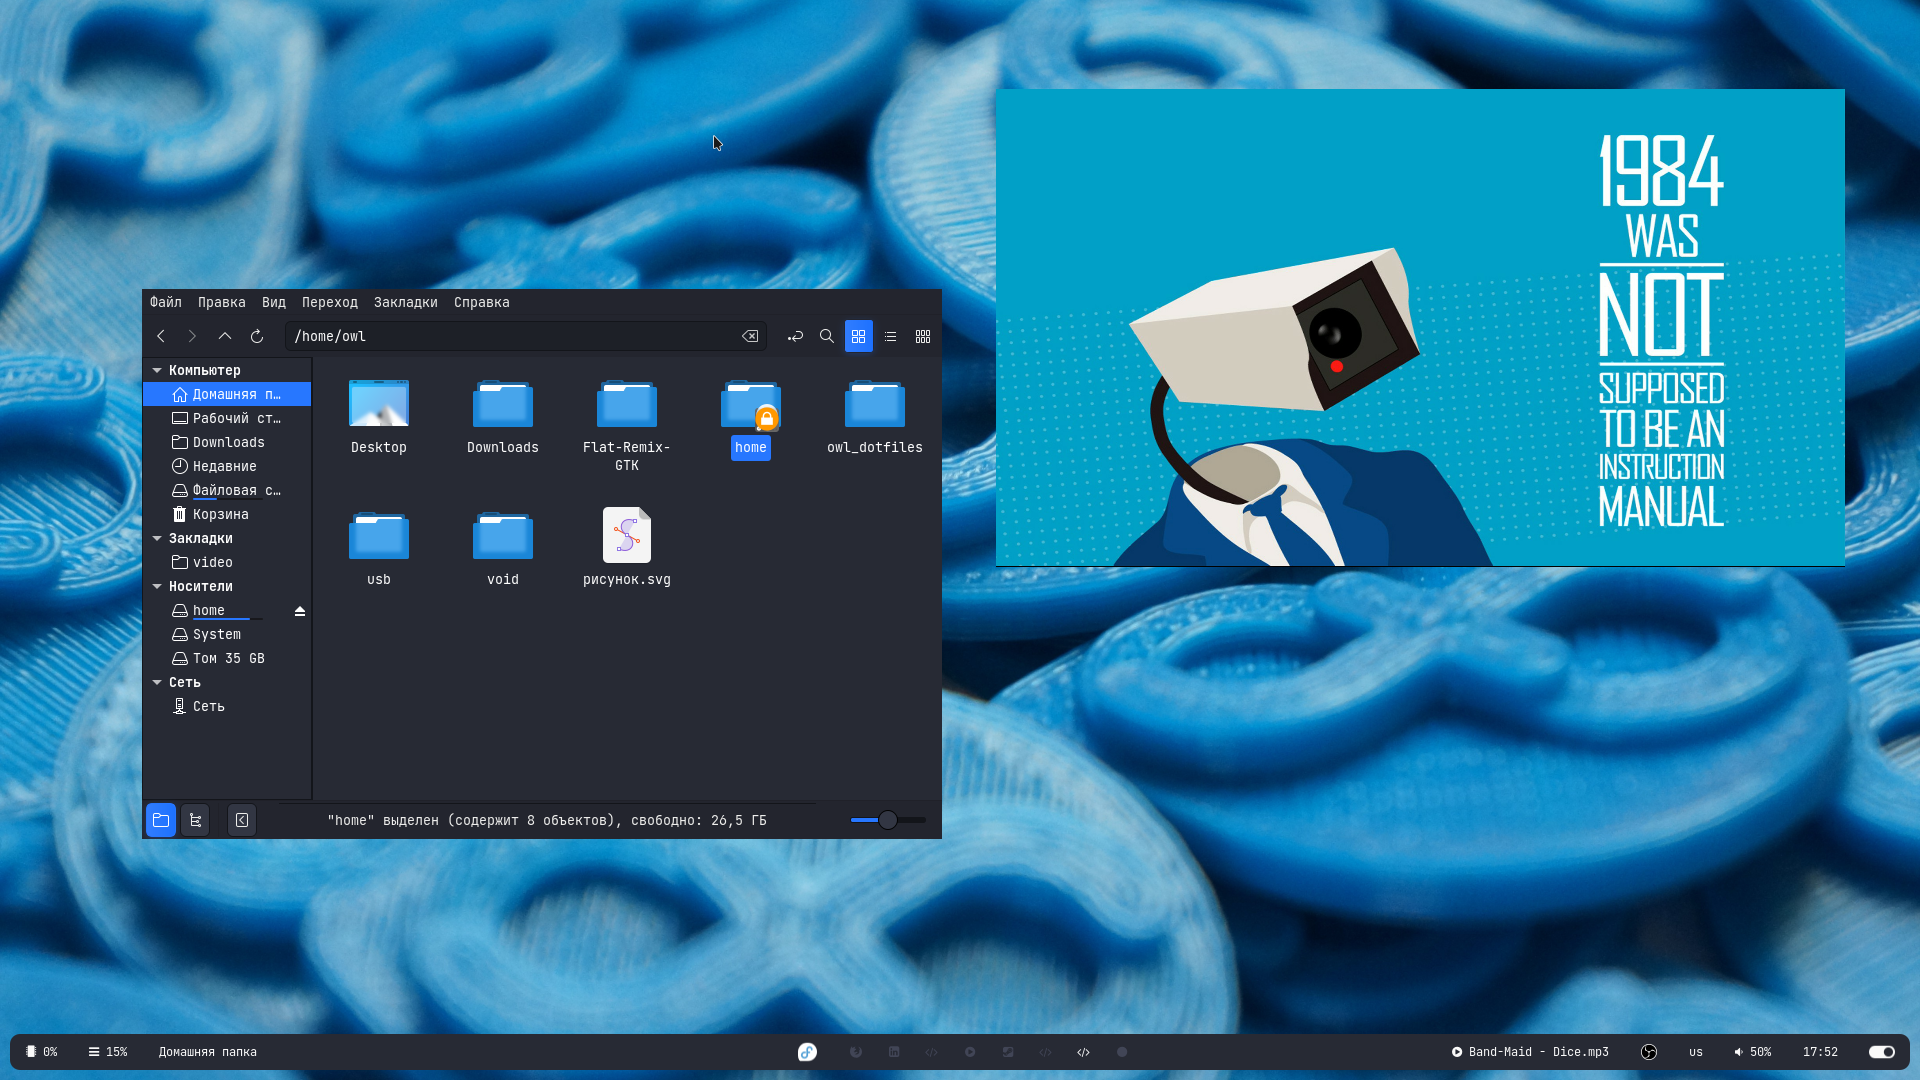 1984
WAS
NOT
SUPPOSED
TO BE AN
INSTRUCTION
MANUAL
Файл Правка Вид Переход Закладки Справка
/home/owl
Компьютер
Домашняя п…
Рабочий ст…
Downloads
Недавние
Файловая с…
Корзина
Закладки
video
Носители
home
System
Том 35 GB
Сеть
Сеть
Desktop
Downloads
Flat-Remix-
GTK
home
owl_dotfiles
usb
void
рисунок.svg
"home" выделен (содержит 8 объектов), свободно: 26,5 ГБ
0% 15% Домашняя папка
Band-Maid - Dice.mp3 us 50% 17:52